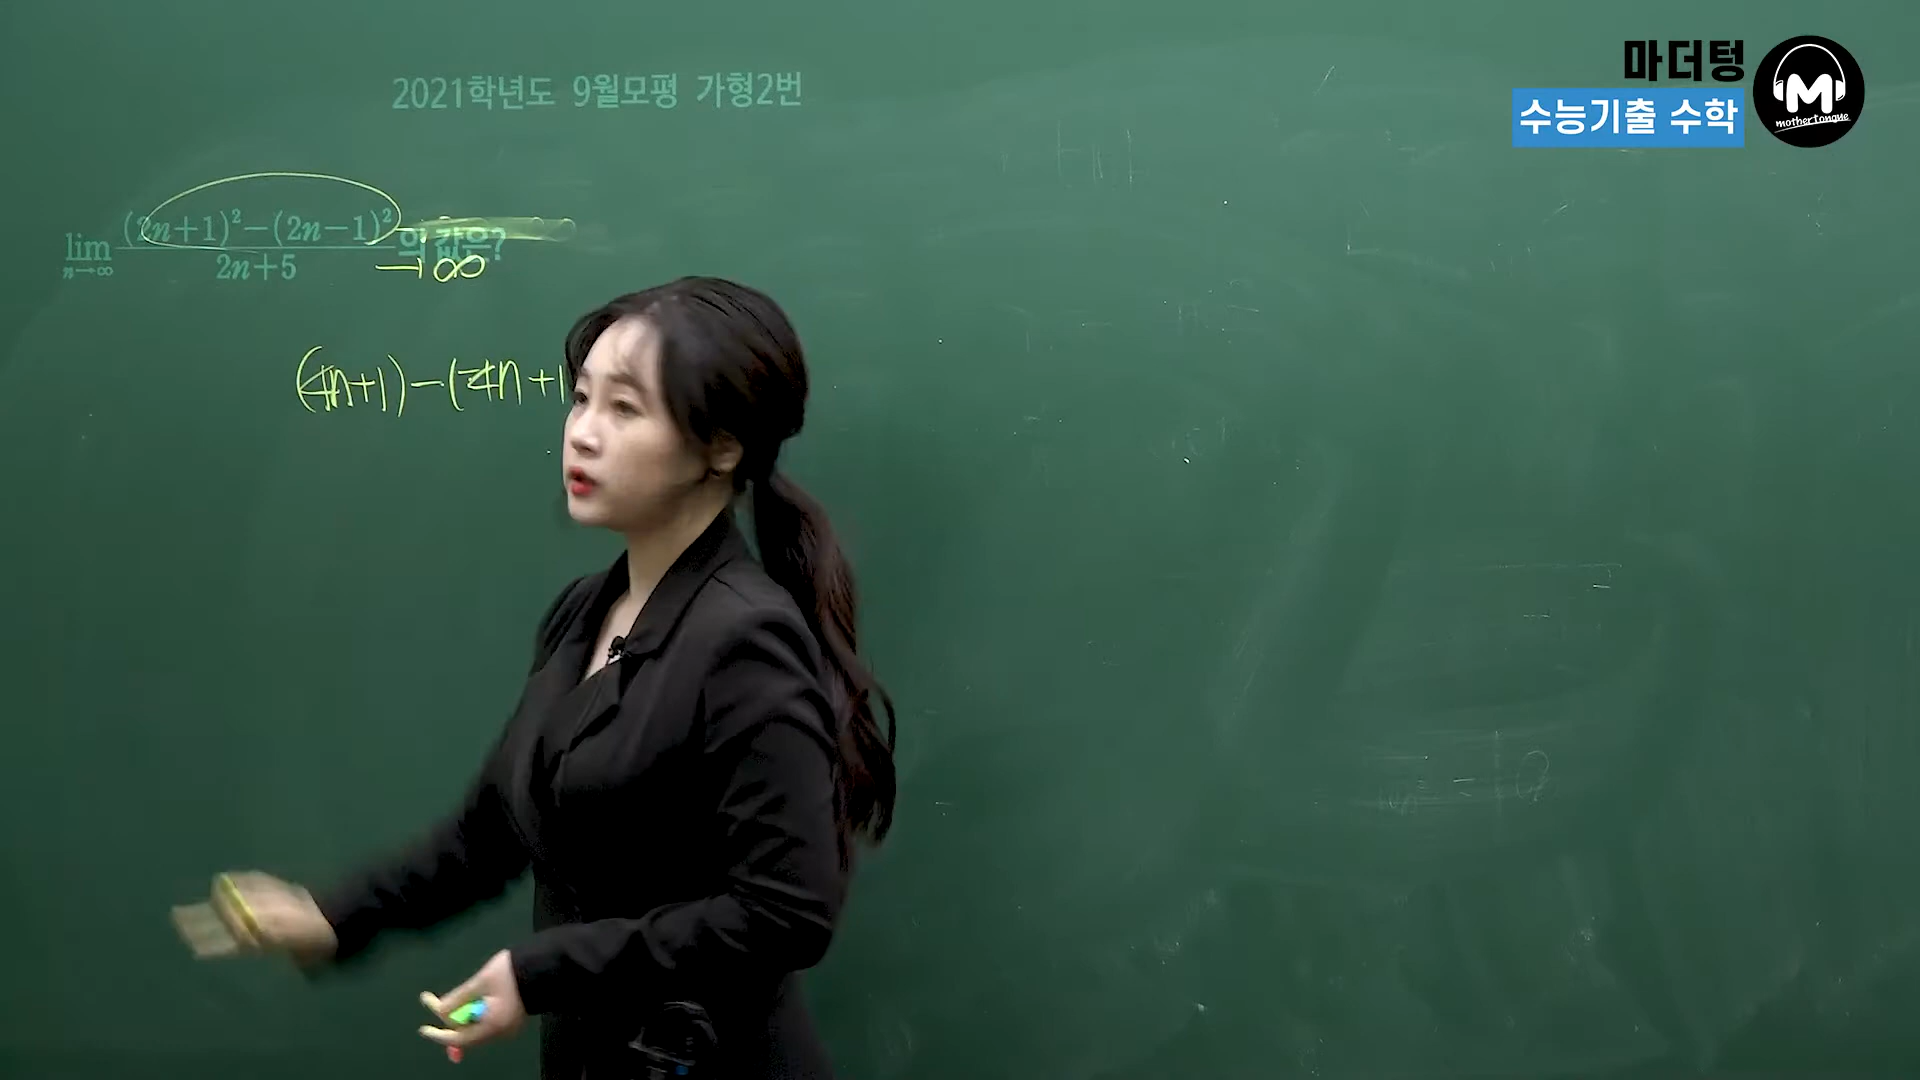 마더텅
수능기출 수학
M
mothertongue
2021학년도 9월모평 가형2번
lim n→∞ (2n+1)²−(2n−1)² / 2n+5 의 값은?
→∞
(4n+1)−(-4n+1